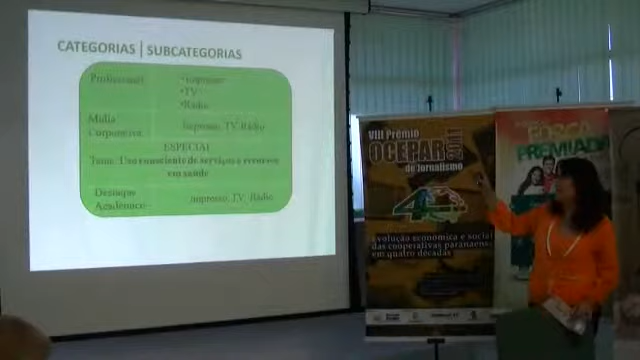 CATEGORIAS | SUBCATEGORIAS
Profissionais
•Impresso
•TV
•Rádio
Mídia Corporativa
Impresso, TV, Rádio
ESPECIAL
Tema: Uso consciente de serviços e recursos
em saúde
Destaque Acadêmico
Impresso, TV, Rádio
VIII Prêmio
OCEPAR
de Jornalismo
2011
A evolução econômica e social
das cooperativas paranaenses
em quatro décadas
FORÇA
PREMIADA